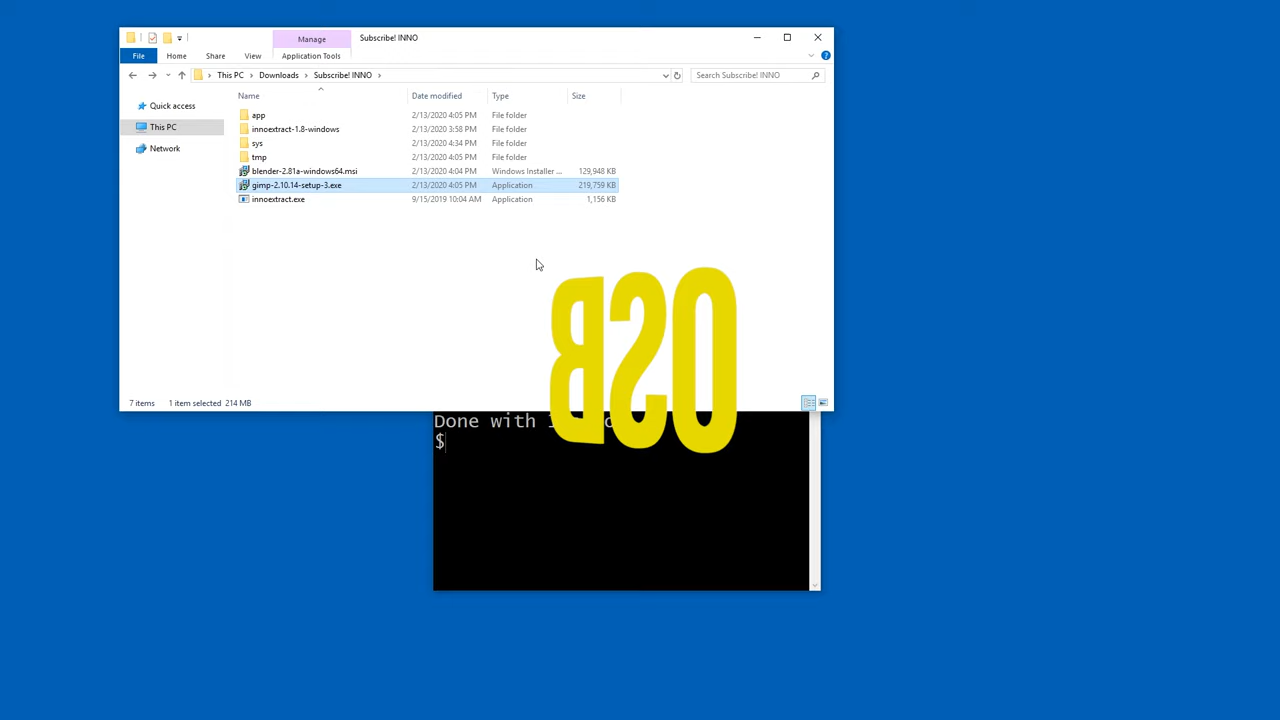 Manage
Subscribe! INNO
File
Home
Share
View
Application Tools
This PC
Downloads
Subscribe! INNO
Search Subscribe! INNO
Name
Date modified
Type
Size
Quick access
This PC
Network
app 2/13/2020 4:05 PM File folder
innoextract-1.8-windows 2/13/2020 3:58 PM File folder
sys 2/13/2020 4:34 PM File folder
tmp 2/13/2020 4:05 PM File folder
blender-2.81a-windows64.msi 2/13/2020 4:04 PM Windows Installer ... 129,948 KB
gimp-2.10.14-setup-3.exe 2/13/2020 4:05 PM Application 219,759 KB
innoextract.exe 9/15/2019 10:04 AM Application 1,156 KB
7 items 1 item selected 214 MB
OSB
Done with
$